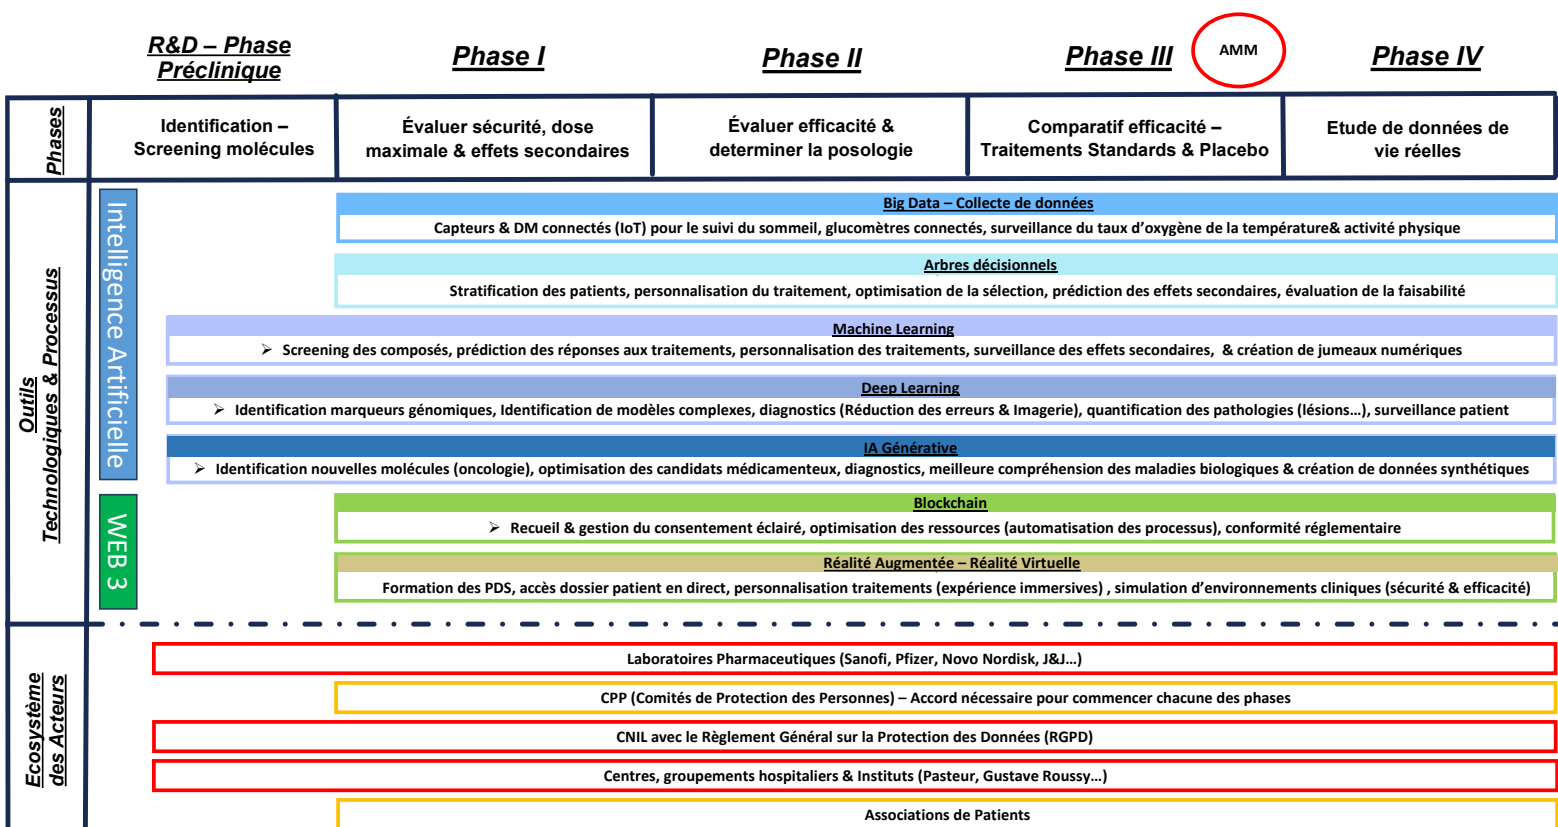 R&D – Phase
Préclinique
Phase I
Phase II
Phase III
AMM
Phase IV
Phases
Identification –
Screening molécules
Évaluer sécurité, dose
maximale & effets secondaires
Évaluer efficacité &
determiner la posologie
Comparatif efficacité –
Traitements Standards & Placebo
Etude de données de
vie réelles
Outils
Technologiques & Processus
Intelligence Artificielle
Big Data – Collecte de données
Capteurs & DM connectés (IoT) pour le suivi du sommeil, glucomètres connectés, surveillance du taux d’oxygène de la température& activité physique
Arbres décisionnels
Stratification des patients, personnalisation du traitement, optimisation de la sélection, prédiction des effets secondaires, évaluation de la faisabilité
Machine Learning
➢ Screening des composés, prédiction des réponses aux traitements, personnalisation des traitements, surveillance des effets secondaires, & création de jumeaux numériques
Deep Learning
➢ Identification marqueurs génomiques, Identification de modèles complexes, diagnostics (Réduction des erreurs & Imagerie), quantification des pathologies (lésions…), surveillance patient
IA Générative
➢ Identification nouvelles molécules (oncologie), optimisation des candidats médicamenteux, diagnostics, meilleure compréhension des maladies biologiques & création de données synthétiques
WEB 3
Blockchain
➢ Recueil & gestion du consentement éclairé, optimisation des ressources (automatisation des processus), conformité réglementaire
Réalité Augmentée – Réalité Virtuelle
Formation des PDS, accès dossier patient en direct, personnalisation traitements (expérience immersives) , simulation d’environnements cliniques (sécurité & efficacité)
Ecosystème
des Acteurs
Laboratoires Pharmaceutiques (Sanofi, Pfizer, Novo Nordisk, J&J…)
CPP (Comités de Protection des Personnes) – Accord nécessaire pour commencer chacune des phases
CNIL avec le Règlement Général sur la Protection des Données (RGPD)
Centres, groupements hospitaliers & Instituts (Pasteur, Gustave Roussy…)
Associations de Patients